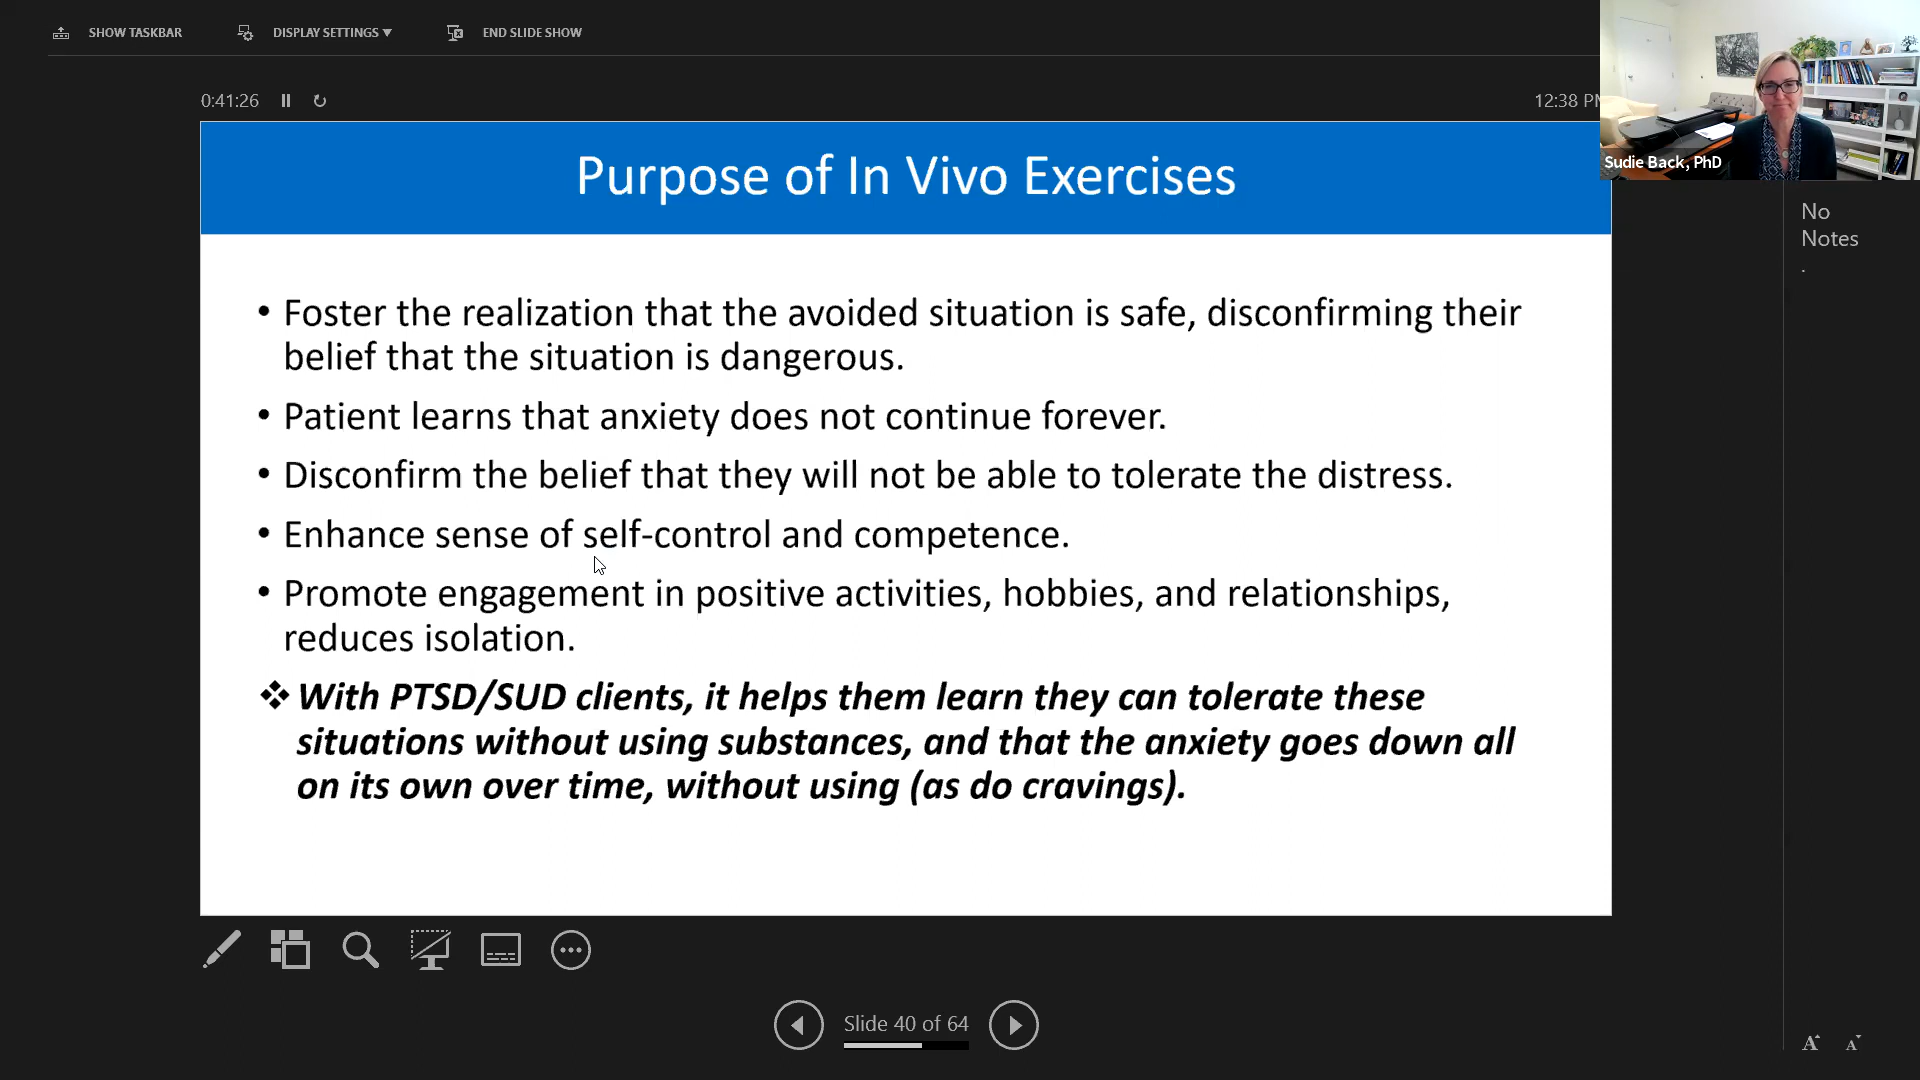 SHOW TASKBAR
DISPLAY SETTINGS ▼
END SLIDE SHOW
0:41:26
12:38 PM
Sudie Back, PhD
No
Notes
.
Purpose of In Vivo Exercises
• Foster the realization that the avoided situation is safe, disconfirming their
belief that the situation is dangerous.
• Patient learns that anxiety does not continue forever.
• Disconfirm the belief that they will not be able to tolerate the distress.
• Enhance sense of self-control and competence.
• Promote engagement in positive activities, hobbies, and relationships,
reduces isolation.
❖ With PTSD/SUD clients, it helps them learn they can tolerate these
situations without using substances, and that the anxiety goes down all
on its own over time, without using (as do cravings).
Slide 40 of 64
A A